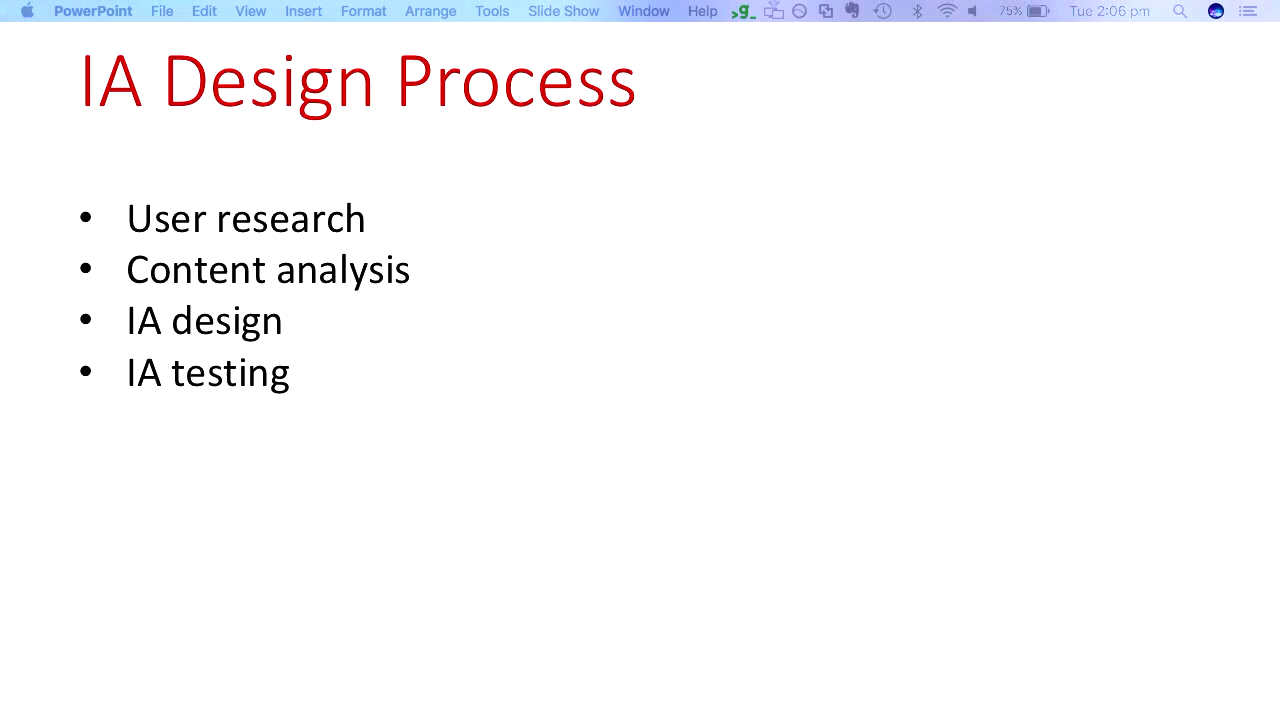 PowerPoint File Edit View Insert Format Arrange Tools Slide Show Window Help >g_ 75% Tue 2:06 pm
IA Design Process
• User research
• Content analysis
• IA design
• IA testing